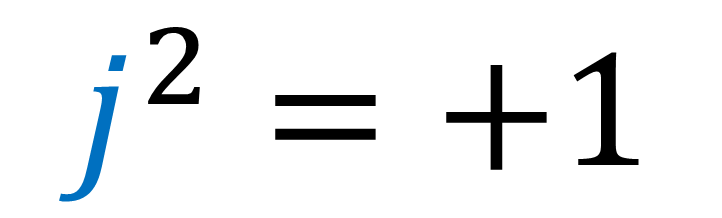 j² = +1